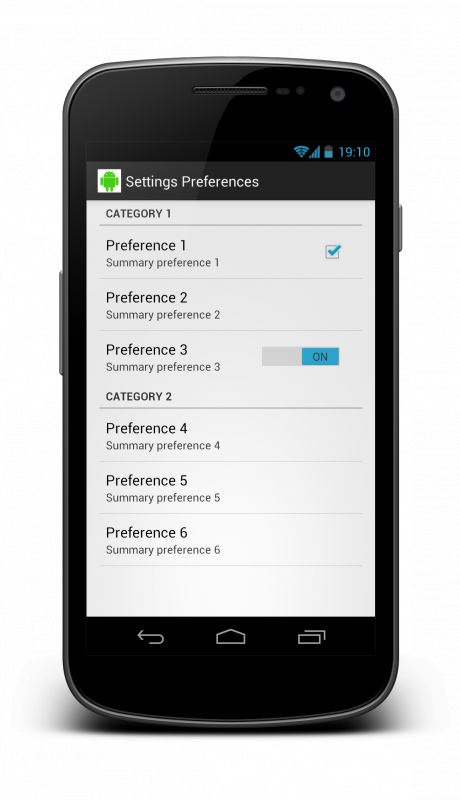 19:10
Settings Preferences
CATEGORY 1
Preference 1
Summary preference 1
Preference 2
Summary preference 2
Preference 3
Summary preference 3
ON
CATEGORY 2
Preference 4
Summary preference 4
Preference 5
Summary preference 5
Preference 6
Summary preference 6